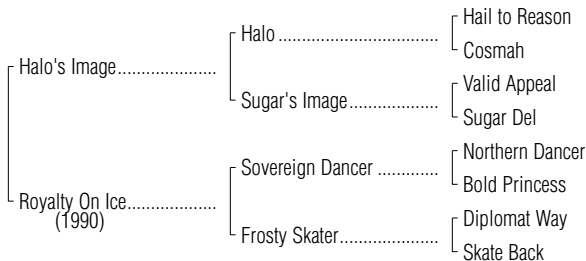 Hail to Reason
Halo
Cosmah
Halo's Image
Valid Appeal
Sugar's Image
Sugar Del
Northern Dancer
Sovereign Dancer
Bold Princess
Royalty On Ice
(1990)
Diplomat Way
Frosty Skater
Skate Back